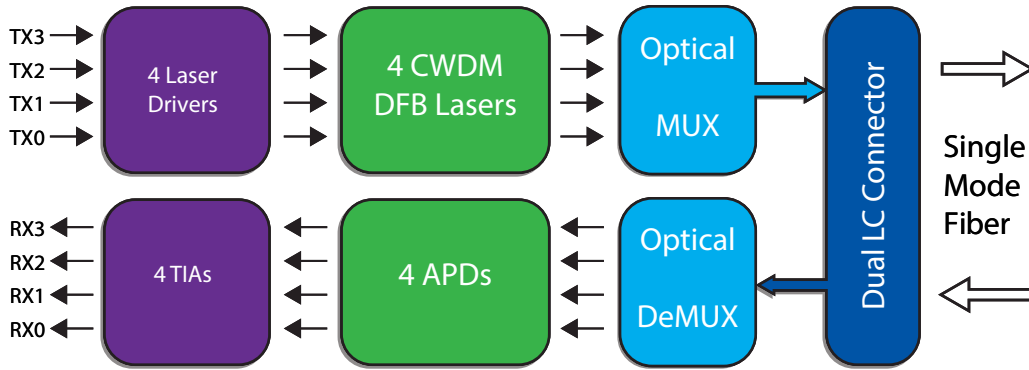 TX3
TX2
TX1
TX0
4 Laser
Drivers
4 CWDM
DFB Lasers
Optical
MUX
Dual LC Connector
Single
Mode
Fiber
RX3
RX2
RX1
RX0
4 TIAs
4 APDs
Optical
DeMUX